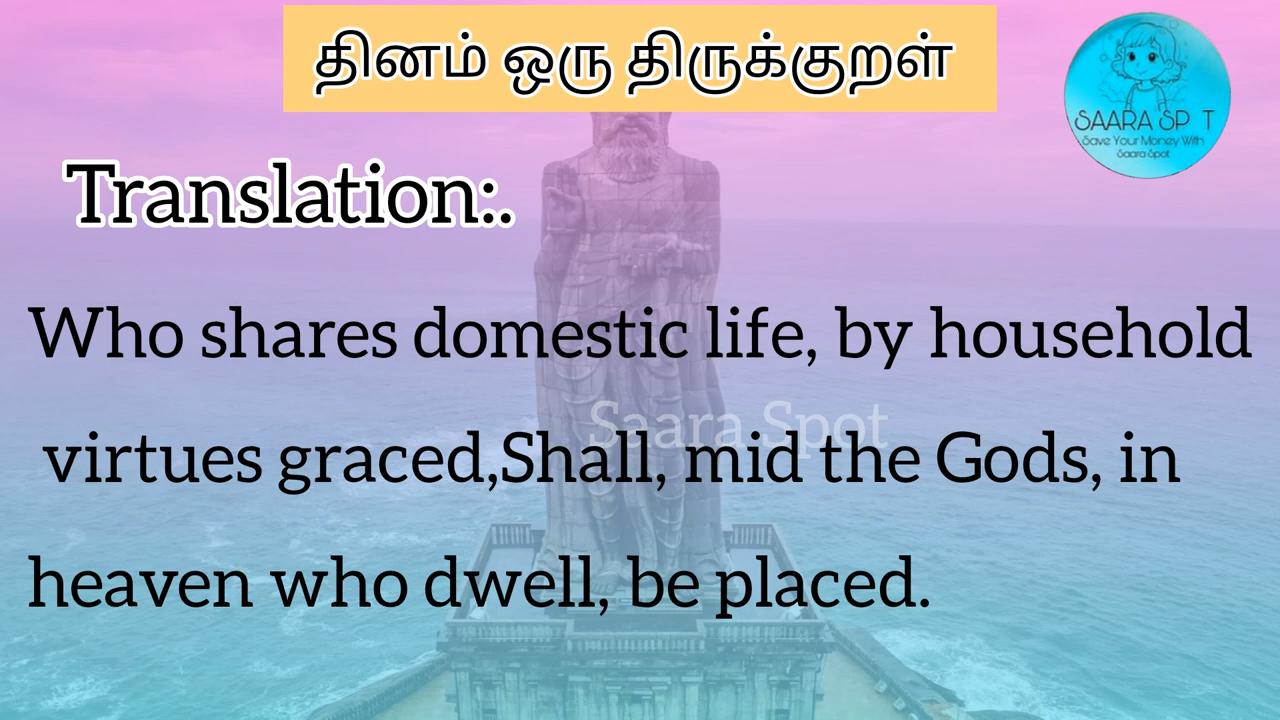 தினம் ஒரு திருக்குறள்
SAARA SP T
Save Your Money With
Saara Spot
Translation:.
Who shares domestic life, by household
Saara Spot
virtues graced,Shall, mid the Gods, in
heaven who dwell, be placed.